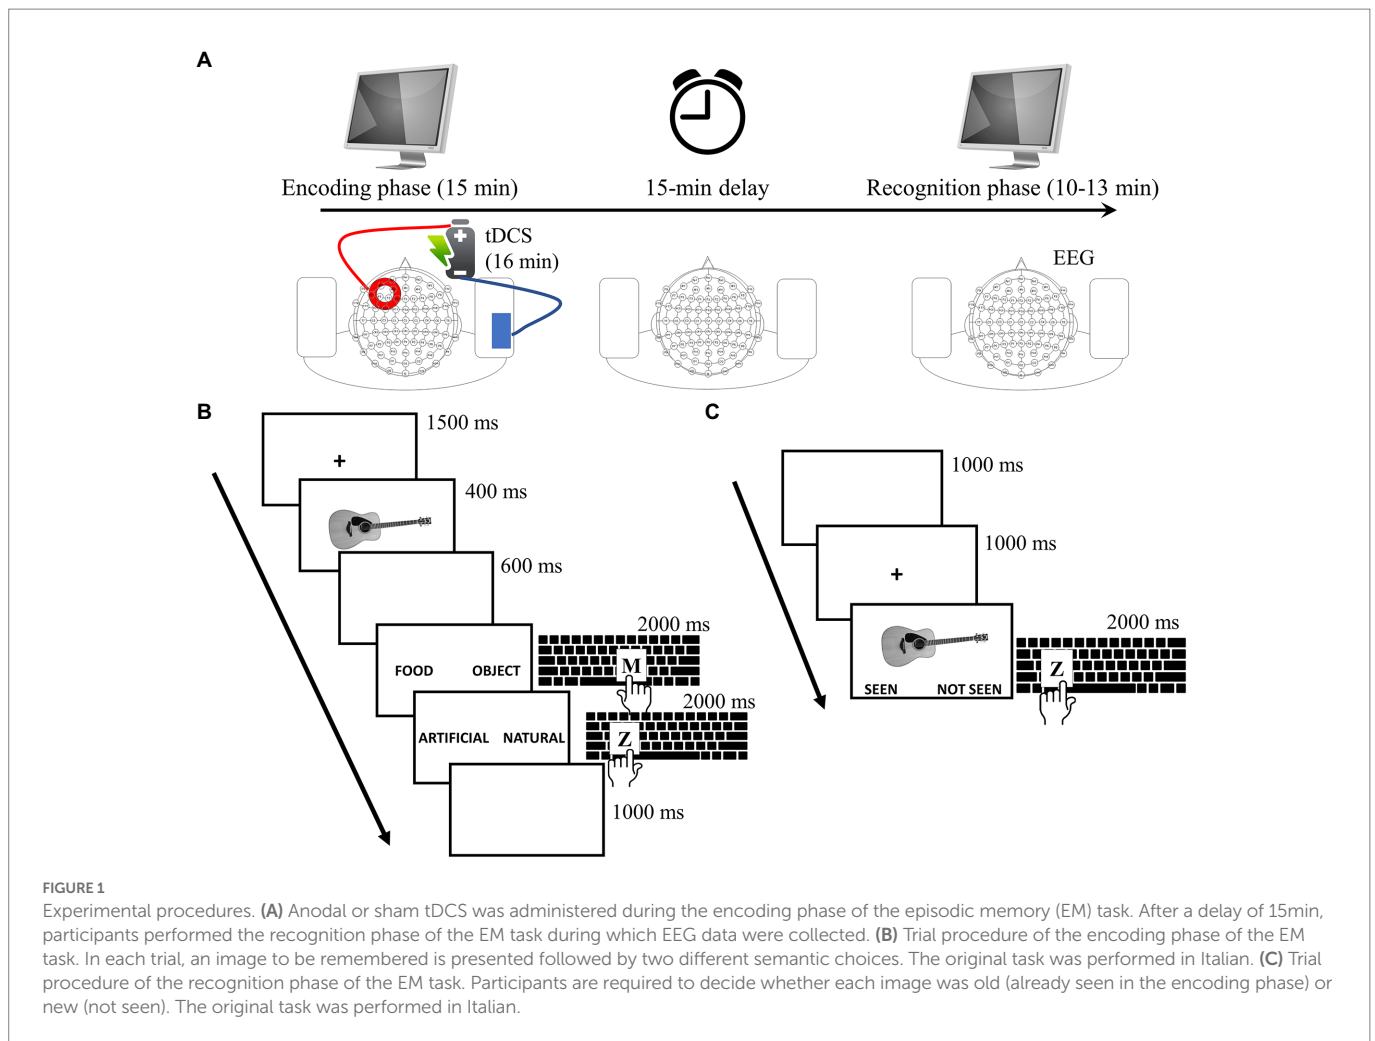 A
Encoding phase (15 min)
15-min delay
Recognition phase (10-13 min)
tDCS
(16 min)
EEG
B
1500 ms
+
400 ms
600 ms
2000 ms
FOOD OBJECT
M
2000 ms
ARTIFICIAL NATURAL
Z
1000 ms
C
1000 ms
1000 ms
+
2000 ms
SEEN NOT SEEN
Z
FIGURE 1
Experimental procedures. (A) Anodal or sham tDCS was administered during the encoding phase of the episodic memory (EM) task. After a delay of 15min,
participants performed the recognition phase of the EM task during which EEG data were collected. (B) Trial procedure of the encoding phase of the EM
task. In each trial, an image to be remembered is presented followed by two different semantic choices. The original task was performed in Italian. (C) Trial
procedure of the recognition phase of the EM task. Participants are required to decide whether each image was old (already seen in the encoding phase) or
new (not seen). The original task was performed in Italian.